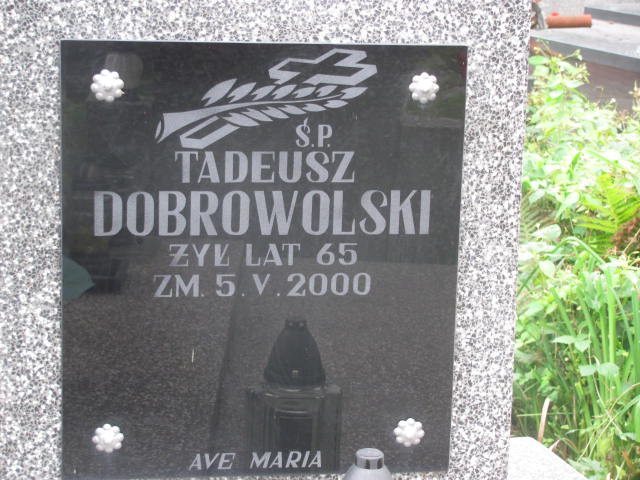 Ś.P.
TADEUSZ
DOBROWOLSKI
ŻYŁ LAT 65
ZM. 5. V. 2000
AVE MARIA